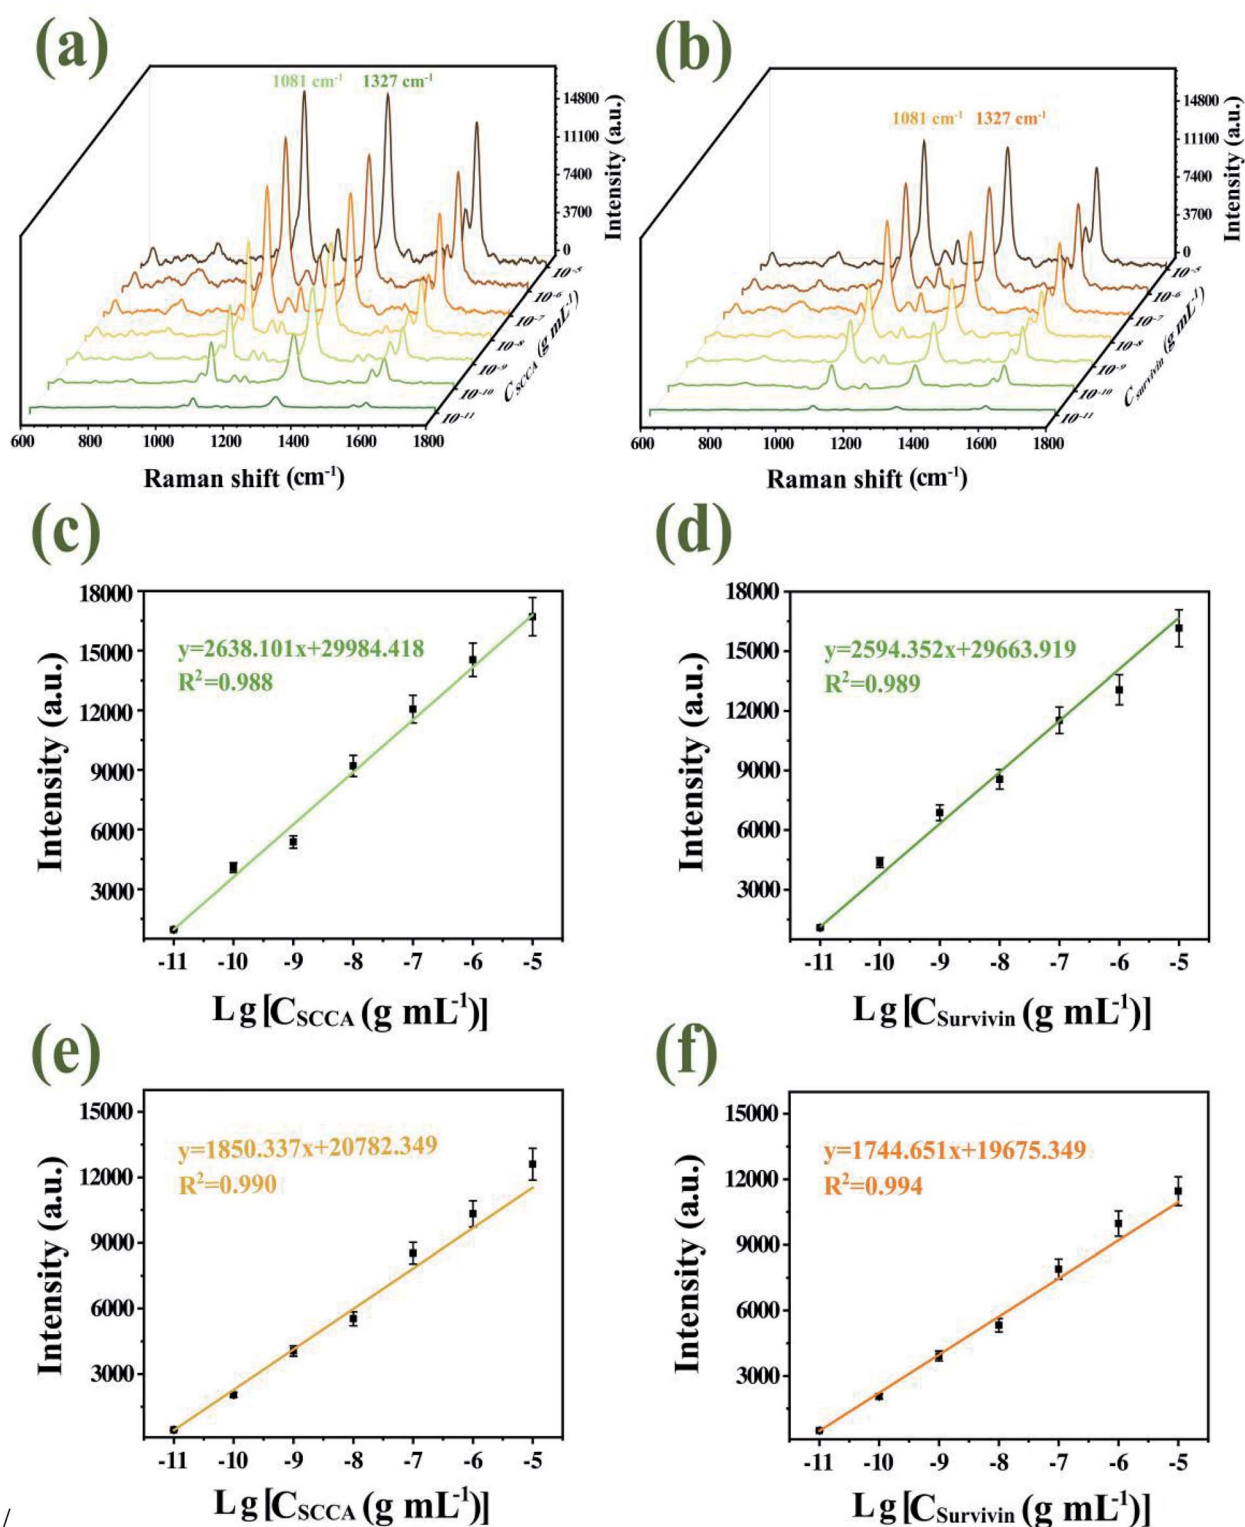 (a)
1081 cm⁻¹ 1327 cm⁻¹
14800
11100
7400
3700
0
Intensity (a.u.)
10⁻⁵
10⁻⁶
10⁻⁷
10⁻⁸
10⁻⁹
10⁻¹⁰
10⁻¹¹
C_SCCA (g mL⁻¹)
600 800 1000 1200 1400 1600 1800
Raman shift (cm⁻¹)
(b)
1081 cm⁻¹ 1327 cm⁻¹
14800
11100
7400
3700
0
Intensity (a.u.)
10⁻⁵
10⁻⁶
10⁻⁷
10⁻⁸
10⁻⁹
10⁻¹⁰
10⁻¹¹
C_survivin (g mL⁻¹)
600 800 1000 1200 1400 1600 1800
Raman shift (cm⁻¹)
(c)
18000
15000
12000
9000
6000
3000
Intensity (a.u.)
y=2638.101x+29984.418
R²=0.988
-11 -10 -9 -8 -7 -6 -5
Lg[C_SCCA (g mL⁻¹)]
(d)
18000
15000
12000
9000
6000
3000
Intensity (a.u.)
y=2594.352x+29663.919
R²=0.989
-11 -10 -9 -8 -7 -6 -5
Lg[C_Survivin (g mL⁻¹)]
(e)
15000
12000
9000
6000
3000
Intensity (a.u.)
y=1850.337x+20782.349
R²=0.990
-11 -10 -9 -8 -7 -6 -5
Lg[C_SCCA (g mL⁻¹)]
(f)
15000
12000
9000
6000
3000
Intensity (a.u.)
y=1744.651x+19675.349
R²=0.994
-11 -10 -9 -8 -7 -6 -5
Lg[C_Survivin (g mL⁻¹)]
/